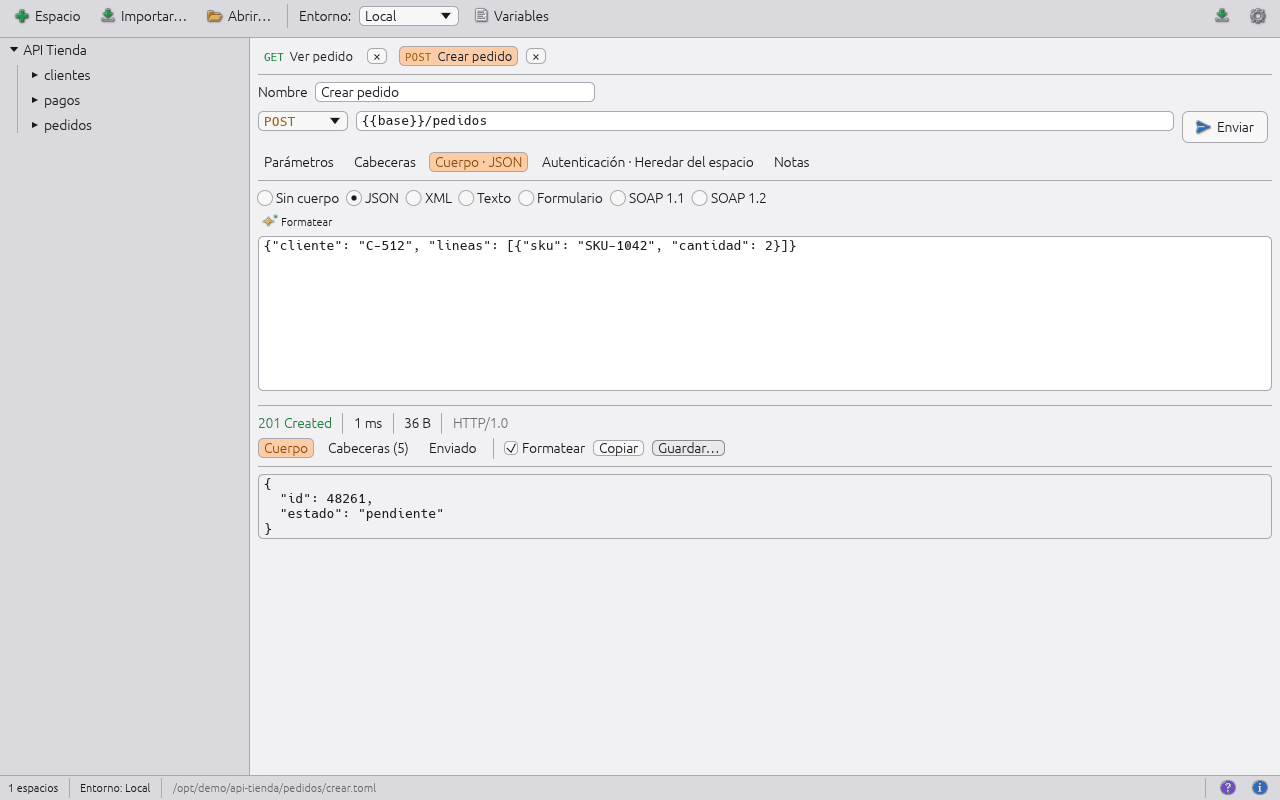 Espacio Importar... Abrir... Entorno: Local Variables
API Tienda
clientes
pagos
pedidos
GET Ver pedido × POST Crear pedido ×
Nombre Crear pedido
POST {{base}}/pedidos Enviar
Parámetros Cabeceras Cuerpo · JSON Autenticación · Heredar del espacio Notas
Sin cuerpo JSON XML Texto Formulario SOAP 1.1 SOAP 1.2
Formatear
{"cliente": "C-512", "lineas": [{"sku": "SKU-1042", "cantidad": 2}]}
201 Created 1 ms 36 B HTTP/1.0
Cuerpo Cabeceras (5) Enviado Formatear Copiar Guardar...
{
"id": 48261,
"estado": "pendiente"
}
1 espacios Entorno: Local /opt/demo/api-tienda/pedidos/crear.toml ? i